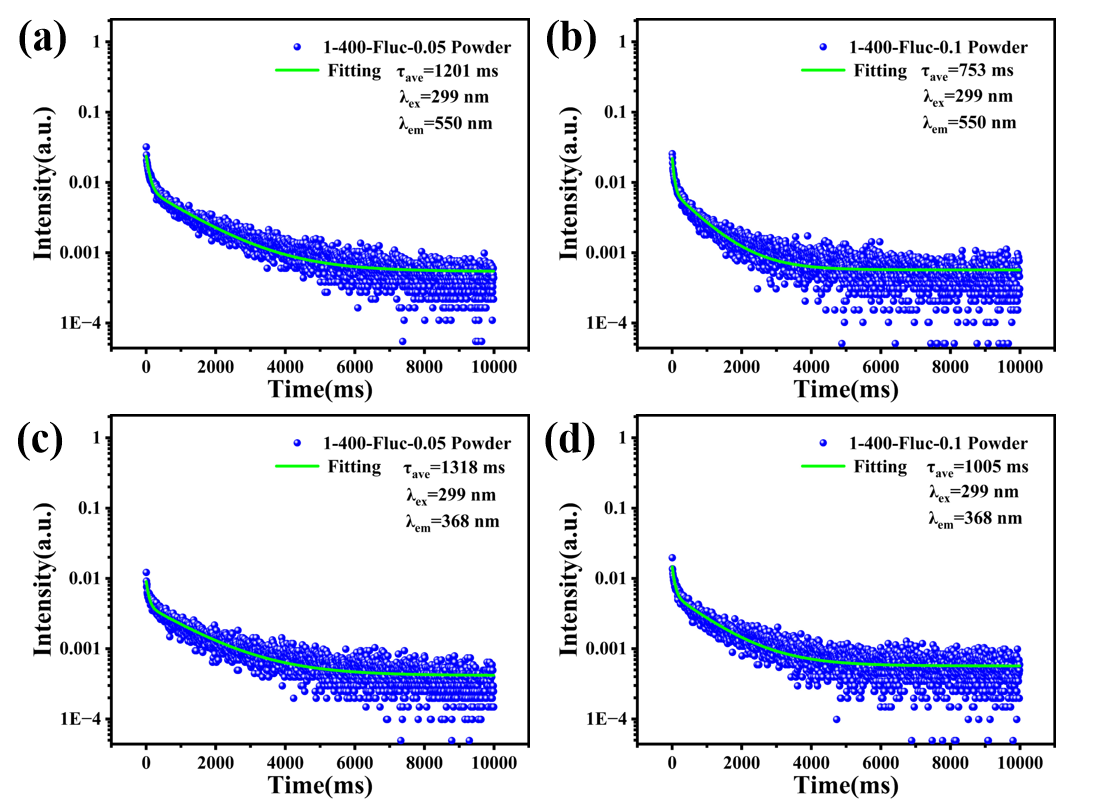 (a)
1-400-Fluc-0.05 Powder
Fitting τave=1201 ms
λex=299 nm
λem=550 nm
Intensity(a.u.)
1
0.1
0.01
0.001
1E−4
0 2000 4000 6000 8000 10000
Time(ms)
(b)
1-400-Fluc-0.1 Powder
Fitting τave=753 ms
λex=299 nm
λem=550 nm
Intensity(a.u.)
1
0.1
0.01
0.001
1E−4
0 2000 4000 6000 8000 10000
Time(ms)
(c)
1-400-Fluc-0.05 Powder
Fitting τave=1318 ms
λex=299 nm
λem=368 nm
Intensity(a.u.)
1
0.1
0.01
0.001
1E−4
0 2000 4000 6000 8000 10000
Time(ms)
(d)
1-400-Fluc-0.1 Powder
Fitting τave=1005 ms
λex=299 nm
λem=368 nm
Intensity(a.u.)
1
0.1
0.01
0.001
1E−4
0 2000 4000 6000 8000 10000
Time(ms)